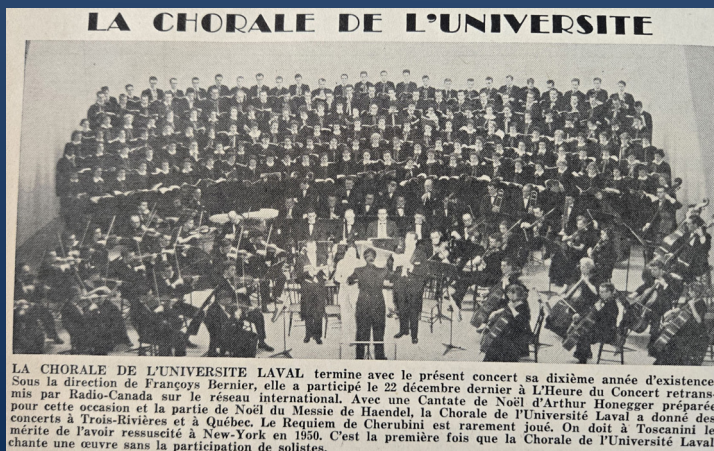 LA CHORALE DE L'UNIVERSITE
LA CHORALE DE L'UNIVERSITE LAVAL termine avec le présent concert sa dixième année d'existence
Sous la direction de Françoys Bernier, elle a participé le 22 décembre dernier à L'Heure du Concert retrans-
mis par Radio-Canada sur le réseau international. Avec une Cantate de Noël d'Arthur Honegger préparée
pour cette occasion et la partie de Noël du Messie de Haendel, la Chorale de l'Université Laval a donné des
concerts à Trois-Rivières et à Québec. Le Requiem de Cherubini est rarement joué. On doit à Toscanini le
mérite de l'avoir ressuscité à New-York en 1950. C'est la première fois que la Chorale de l'Université Laval
chante une œuvre sans la participation de solistes.